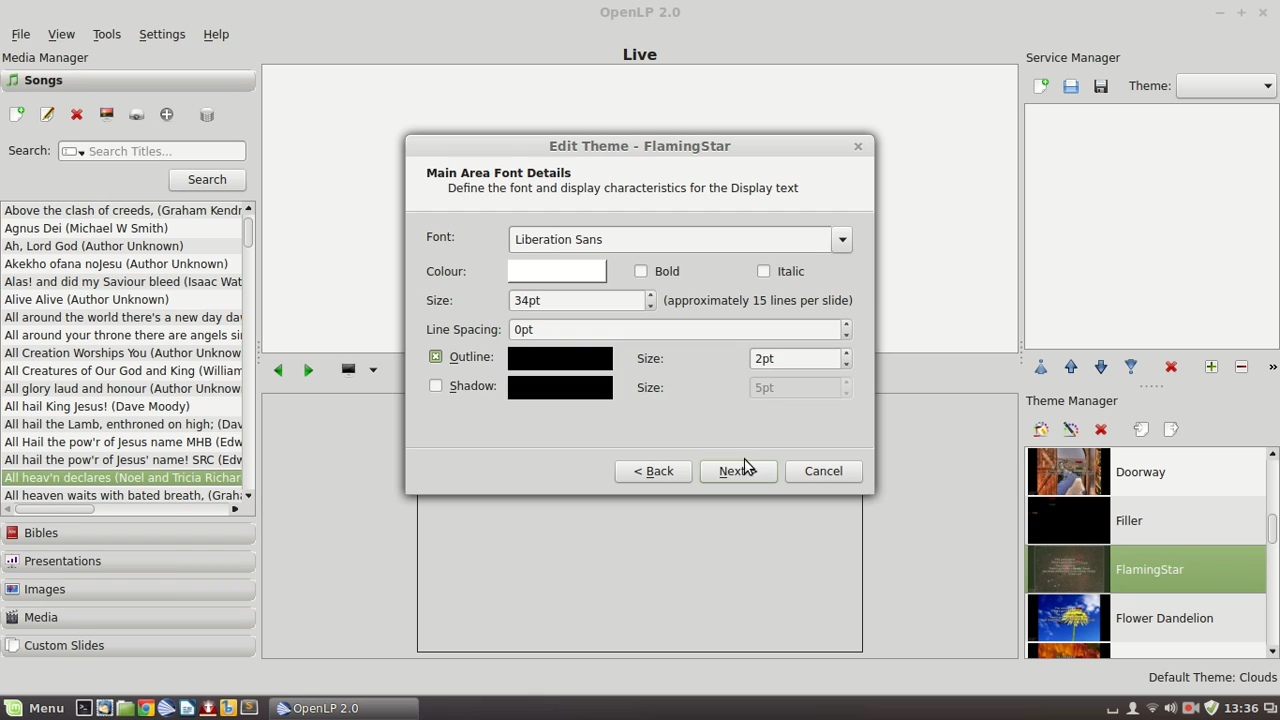 OpenLP 2.0
File View Tools Settings Help
Media Manager
Songs
Search: Search Titles...
Search
Above the clash of creeds, (Graham Kendr
Agnus Dei (Michael W Smith)
Ah, Lord God (Author Unknown)
Akekho ofana noJesu (Author Unknown)
Alas! and did my Saviour bleed (Isaac Wat
Alive Alive (Author Unknown)
All around the world there's a new day da
All around your throne there are angels si
All Creation Worships You (Author Unknow
All Creatures of Our God and King (William
All glory laud and honour (Author Unknow
All hail King Jesus! (Dave Moody)
All hail the Lamb, enthroned on high; (Dav
All Hail the pow'r of Jesus name MHB (Edw
All hail the pow'r of Jesus' name! SRC (Edw
All heav'n declares (Noel and Tricia Richar
All heaven waits with bated breath, (Graha
Bibles
Presentations
Images
Media
Custom Slides
Live
Edit Theme - FlamingStar
Main Area Font Details
Define the font and display characteristics for the Display text
Font: Liberation Sans
Colour: Bold Italic
Size: 34pt (approximately 15 lines per slide)
Line Spacing: 0pt
Outline: Size: 2pt
Shadow: Size: 5pt
< Back Next > Cancel
Service Manager
Theme:
»
Theme Manager
Doorway
Filler
FlamingStar
Flower Dandelion
Default Theme: Clouds
Menu OpenLP 2.0 13:36